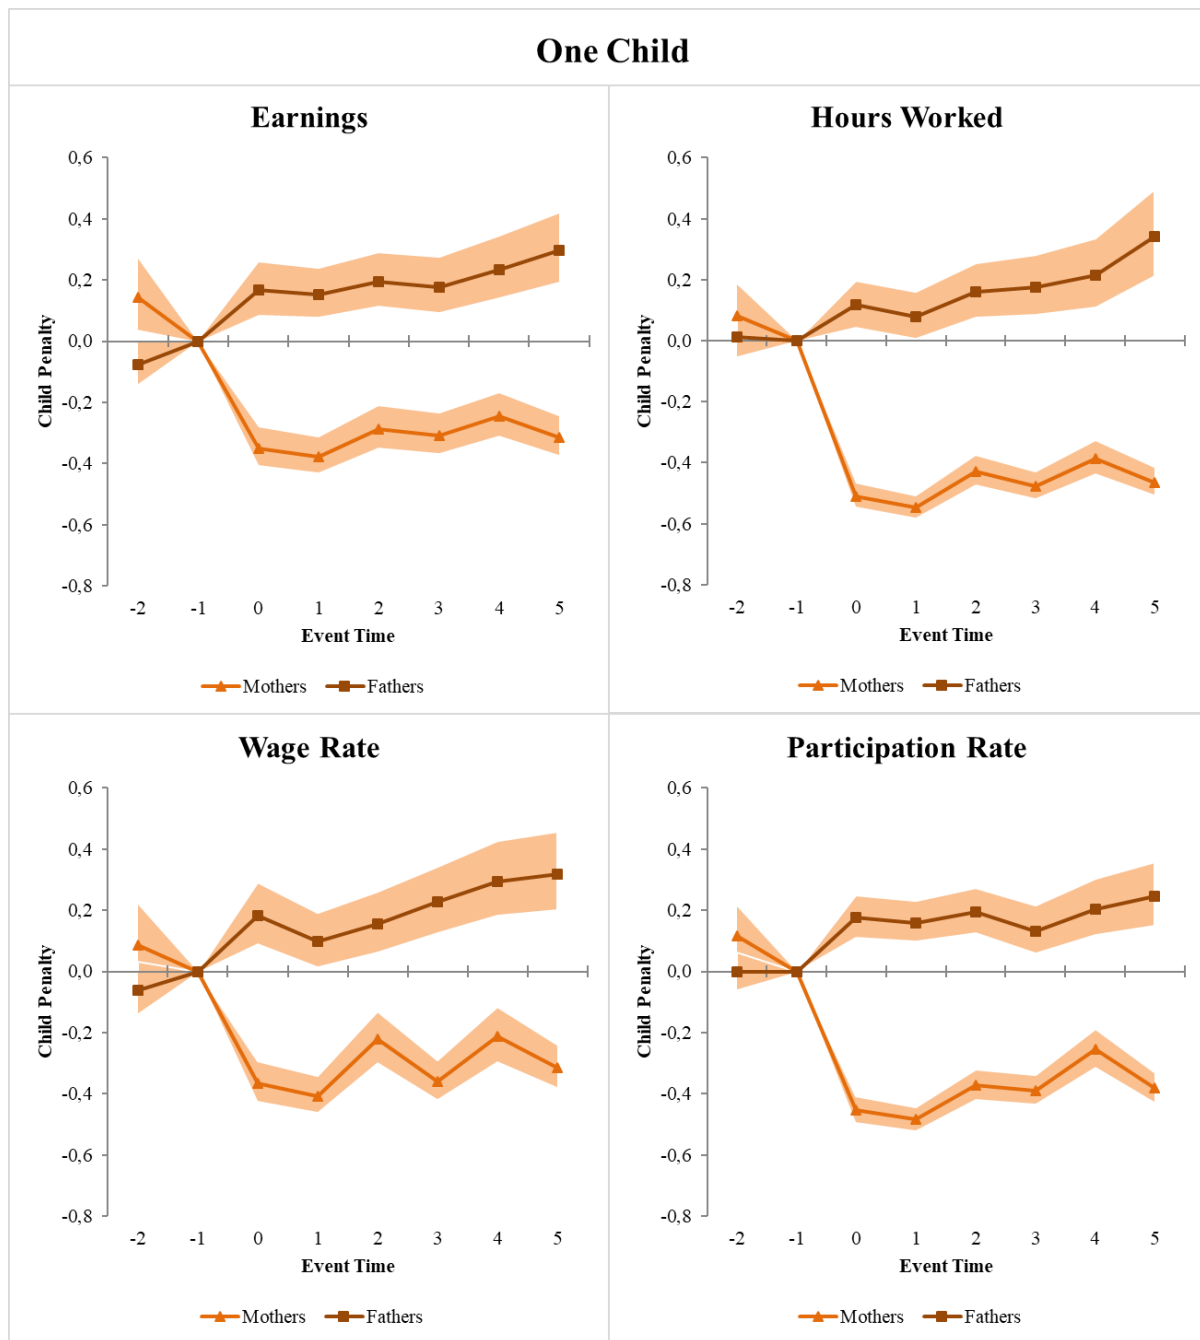 One Child
Earnings
0,6
0,4
0,2
0,0
-0,2
-0,4
-0,6
-0,8
Child Penalty
-2 -1 0 1 2 3 4 5
Event Time
Mothers Fathers
Hours Worked
0,6
0,4
0,2
0,0
-0,2
-0,4
-0,6
-0,8
Child Penalty
-2 -1 0 1 2 3 4 5
Event Time
Mothers Fathers
Wage Rate
0,6
0,4
0,2
0,0
-0,2
-0,4
-0,6
-0,8
Child Penalty
-2 -1 0 1 2 3 4 5
Event Time
Mothers Fathers
Participation Rate
0,6
0,4
0,2
0,0
-0,2
-0,4
-0,6
-0,8
Child Penalty
-2 -1 0 1 2 3 4 5
Event Time
Mothers Fathers